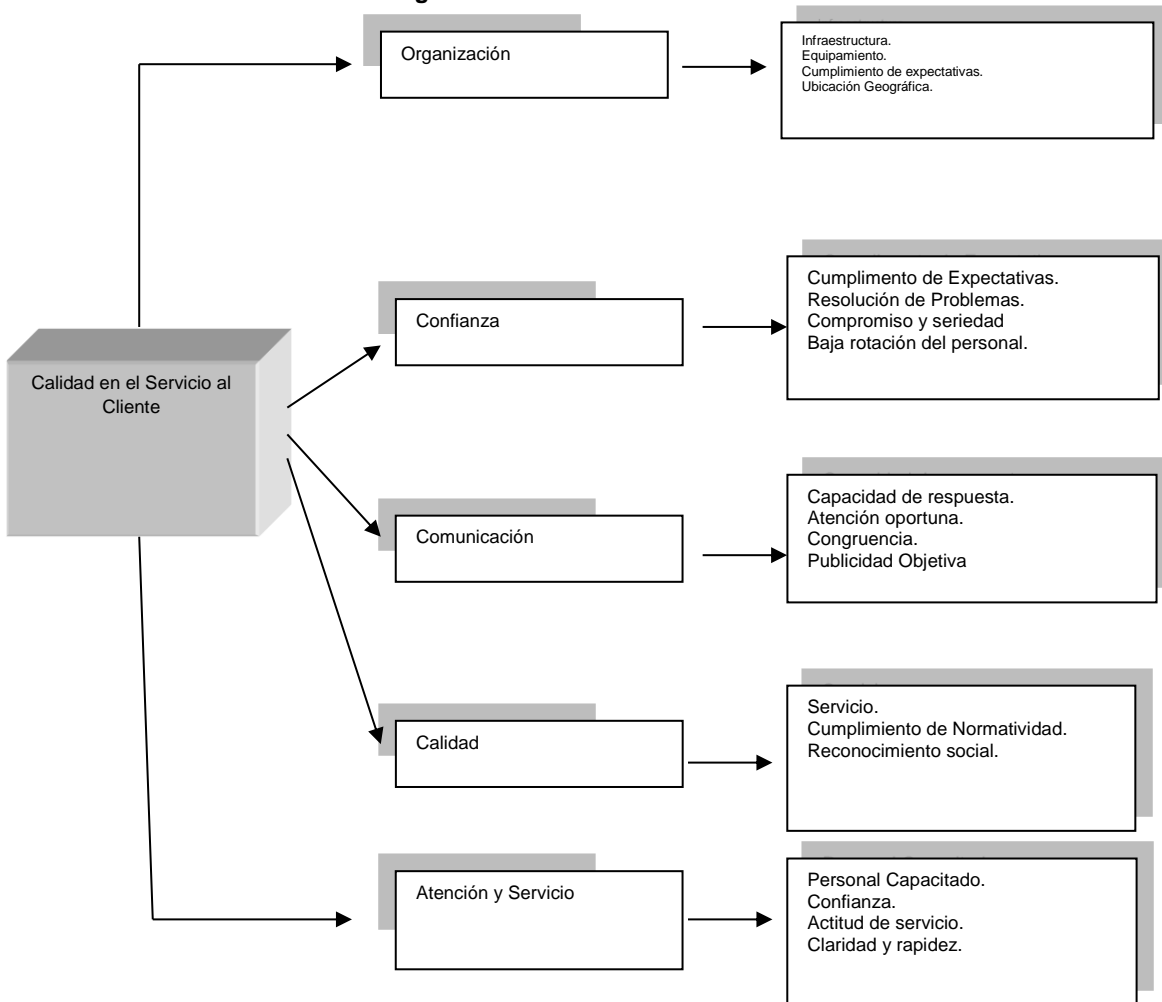 Organización
Infraestructura.
Equipamiento.
Cumplimiento de expectativas.
Ubicación Geográfica.
Confianza
Cumplimento de Expectativas.
Resolución de Problemas.
Compromiso y seriedad
Baja rotación del personal.
Calidad en el Servicio al
Cliente
Comunicación
Capacidad de respuesta.
Atención oportuna.
Congruencia.
Publicidad Objetiva
Calidad
Servicio.
Cumplimiento de Normatividad.
Reconocimiento social.
Atención y Servicio
Personal Capacitado.
Confianza.
Actitud de servicio.
Claridad y rapidez.